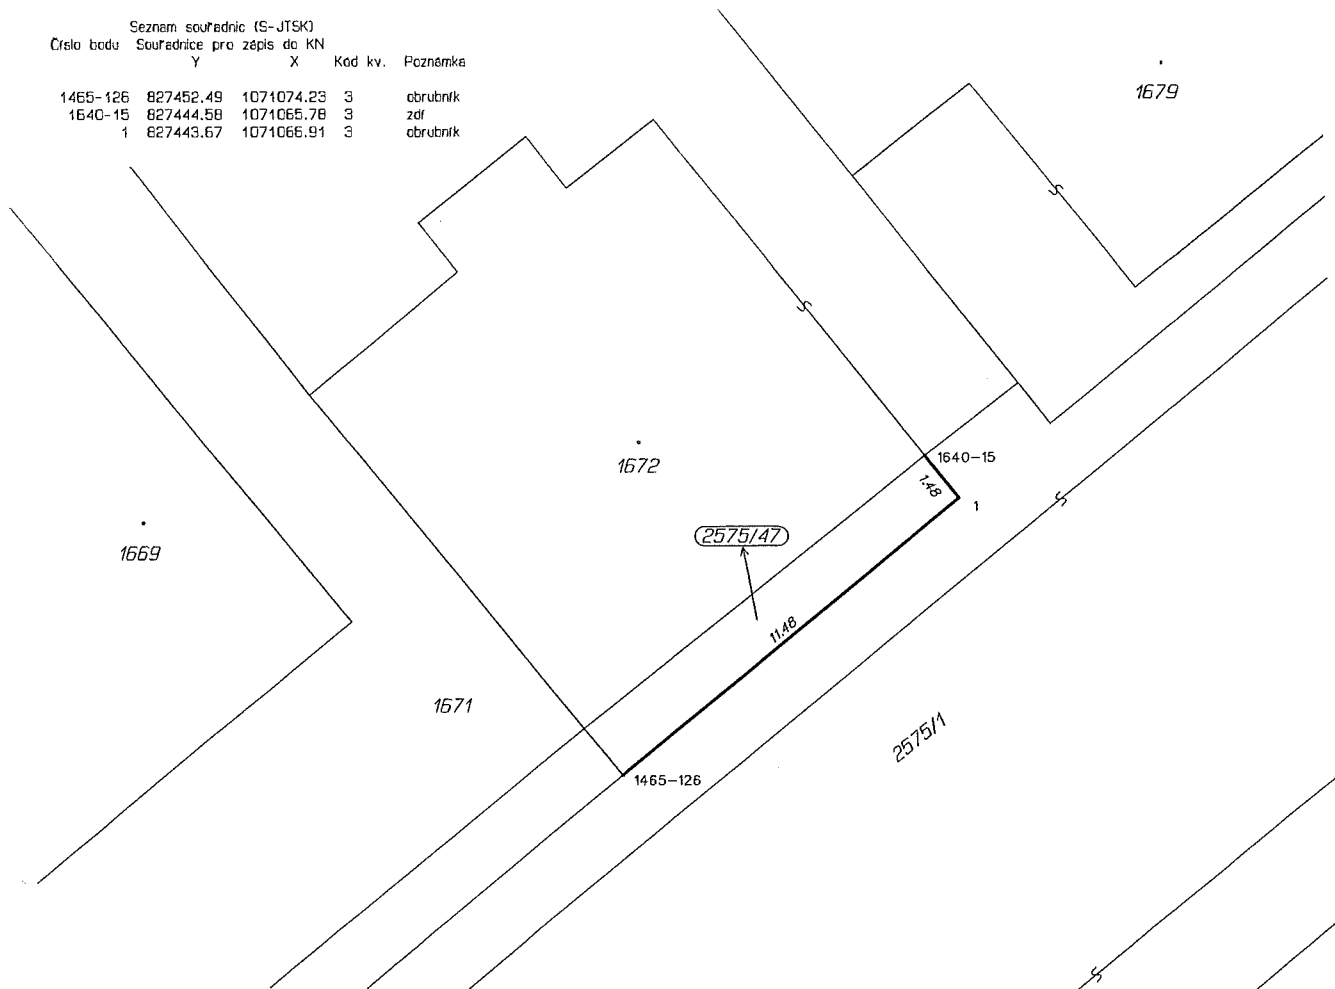 Seznam souřadnic (S-JTSK)
Číslo bodu Souřadnice pro zápis do KN
Y X Kód kv. Poznámka
1465-126 827452.49 1071074.23 3 obrubník
1640-15 827444.58 1071065.78 3 zdí
1 827443.67 1071066.91 3 obrubník
1679
1672
1640-15
1.48
1
2575/47
1669
11.48
1671
2575/1
1465-126